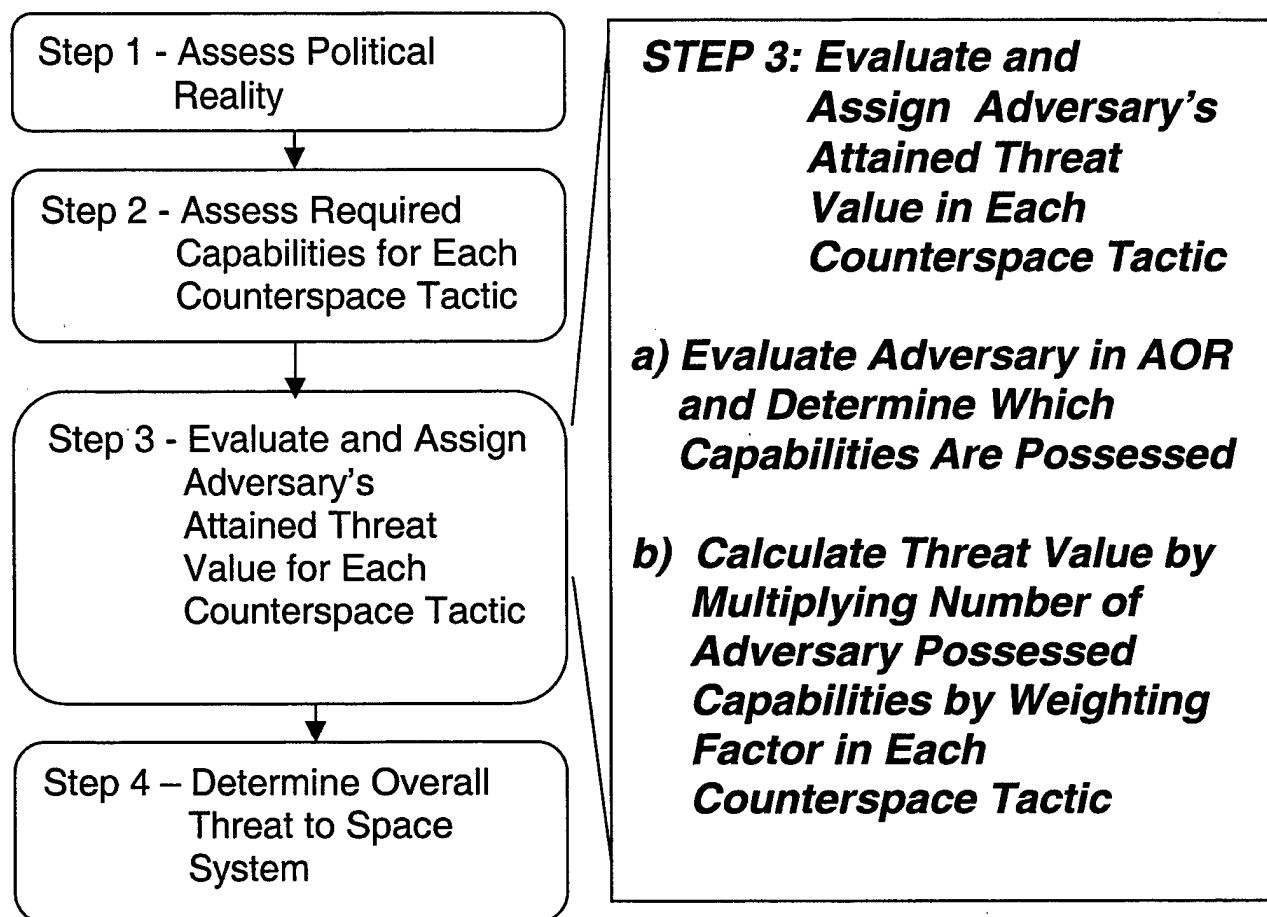 Step 1 - Assess Political
Reality
Step 2 - Assess Required
Capabilities for Each
Counterspace Tactic
Step 3 - Evaluate and Assign
Adversary's
Attained Threat
Value for Each
Counterspace Tactic
Step 4 – Determine Overall
Threat to Space
System
STEP 3: Evaluate and
Assign Adversary's
Attained Threat
Value in Each
Counterspace Tactic
a) Evaluate Adversary in AOR
and Determine Which
Capabilities Are Possessed
b) Calculate Threat Value by
Multiplying Number of
Adversary Possessed
Capabilities by Weighting
Factor in Each
Counterspace Tactic